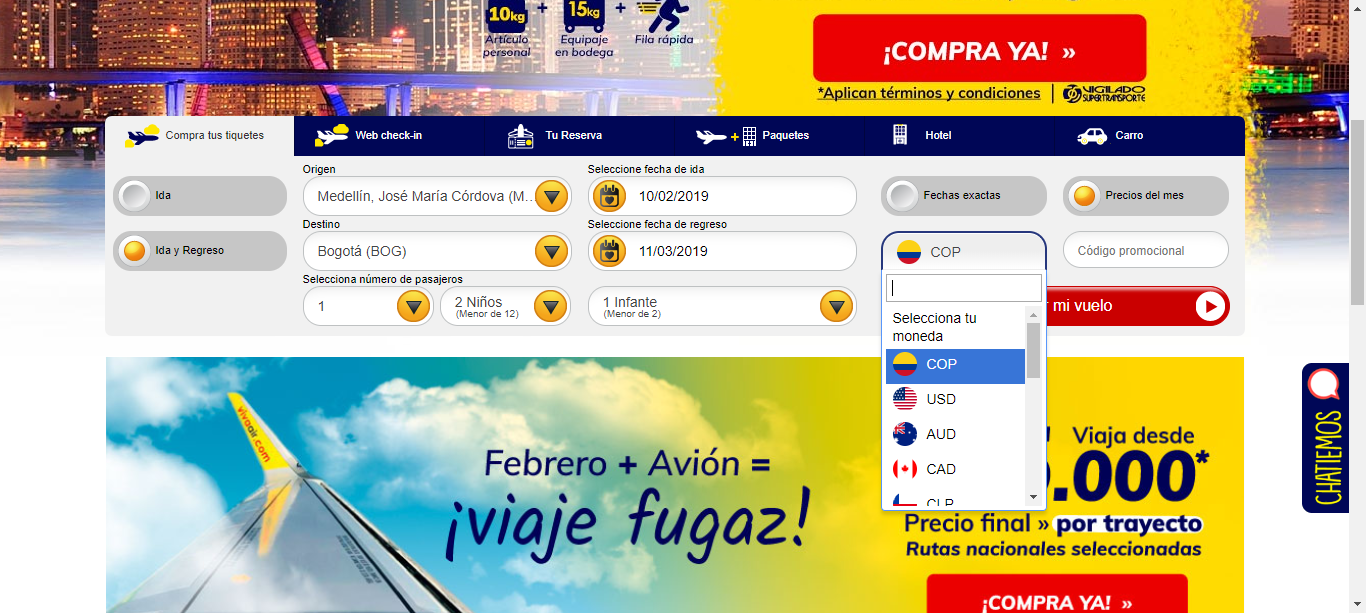 10kg + 15kg +
Artículo personal
Equipaje en bodega
Fila rápida
¡COMPRA YA! »
*Aplican términos y condiciones | VIGILADO SUPERTRANSPORTE
Compra tus tiquetes
Web check-in
Tu Reserva
Paquetes
Hotel
Carro
Ida
Ida y Regreso
Origen
Medellín, José María Córdova (M...
Destino
Bogotá (BOG)
Selecciona número de pasajeros
1
2 Niños
(Menor de 12)
Seleccione fecha de ida
10/02/2019
Seleccione fecha de regreso
11/03/2019
1 Infante
(Menor de 2)
Fechas exactas
Precios del mes
COP
Código promocional
mi vuelo
Selecciona tu
moneda
COP
USD
AUD
CAD
CLP
vivaair.com
Febrero + Avión =
¡viaje fugaz!
Viaja desde
.000*
Precio final » por trayecto
Rutas nacionales seleccionadas
¡COMPRA YA! »
CHATIEMOS